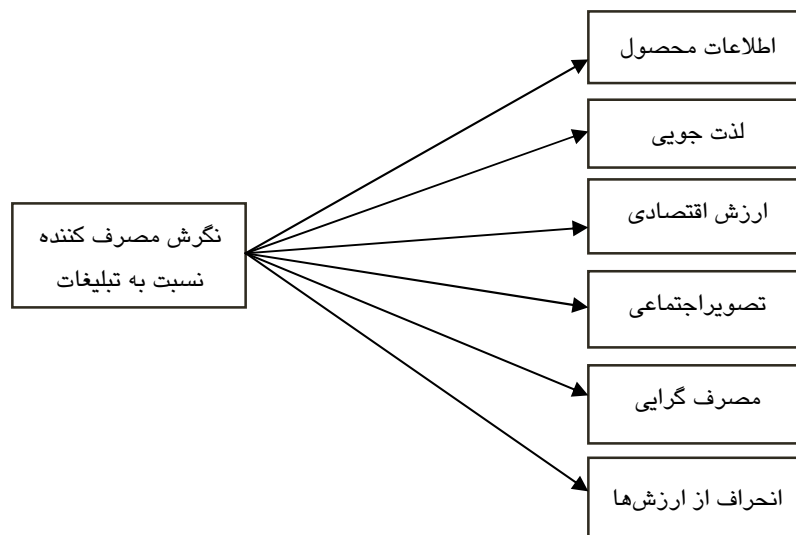 اطلاعات محصول
لذت جویی
ارزش اقتصادی
نگرش مصرف کننده
نسبت به تبلیغات
تصویراجتماعی
مصرف گرایی
انحراف از ارزش‌ها